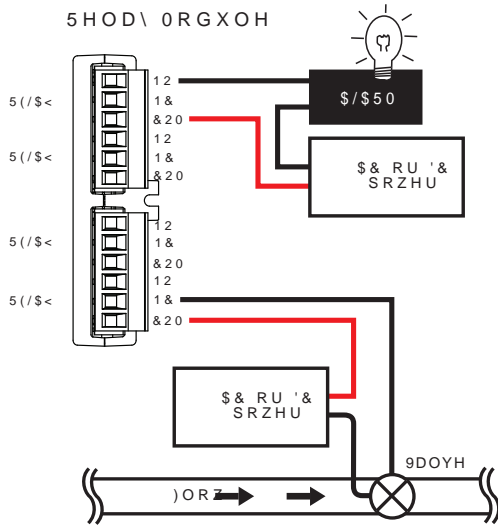 5HOD\ 0RGXOH
12
5(/$< 1&
&20
12
5(/$< 1&
&20
12
5(/$< 1&
&20
12
5(/$< 1&
&20
$/$50
$& RU '&
SRZHU
$& RU '&
SRZHU
9DOYH
)ORZ